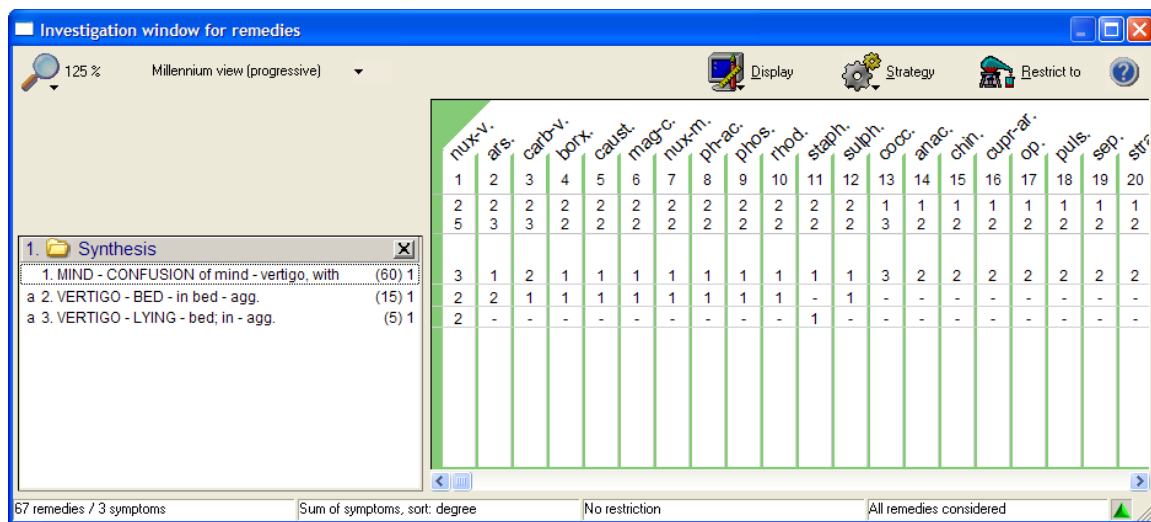 Investigation window for remedies
125 % Millennium view (progressive) Display Strategy Restrict to ?
nux-v. ars. carb-v. borx. caust. mag-c. nux-m. ph-ac. phos. rhod. staph. sulph. cocc. anac. chin. cupr-ar. op. puls. sep. stra
1 2 3 4 5 6 7 8 9 10 11 12 13 14 15 16 17 18 19 20
2 2 2 2 2 2 2 2 2 2 2 2 1 1 1 1 1 1 1 1
5 3 3 2 2 2 2 2 2 2 2 2 3 2 2 2 2 2 2 2
1. Synthesis X
1. MIND - CONFUSION of mind - vertigo, with (60) 1 3 1 2 1 1 1 1 1 1 1 1 1 3 2 2 2 2 2 2 2
a 2. VERTIGO - BED - in bed - agg. (15) 1 2 2 1 1 1 1 1 1 1 1 - 1 - - - - - - - -
a 3. VERTIGO - LYING - bed; in - agg. (5) 1 2 - - - - - - - - - 1 - - - - - - - - -
67 remedies / 3 symptoms Sum of symptoms, sort: degree No restriction All remedies considered